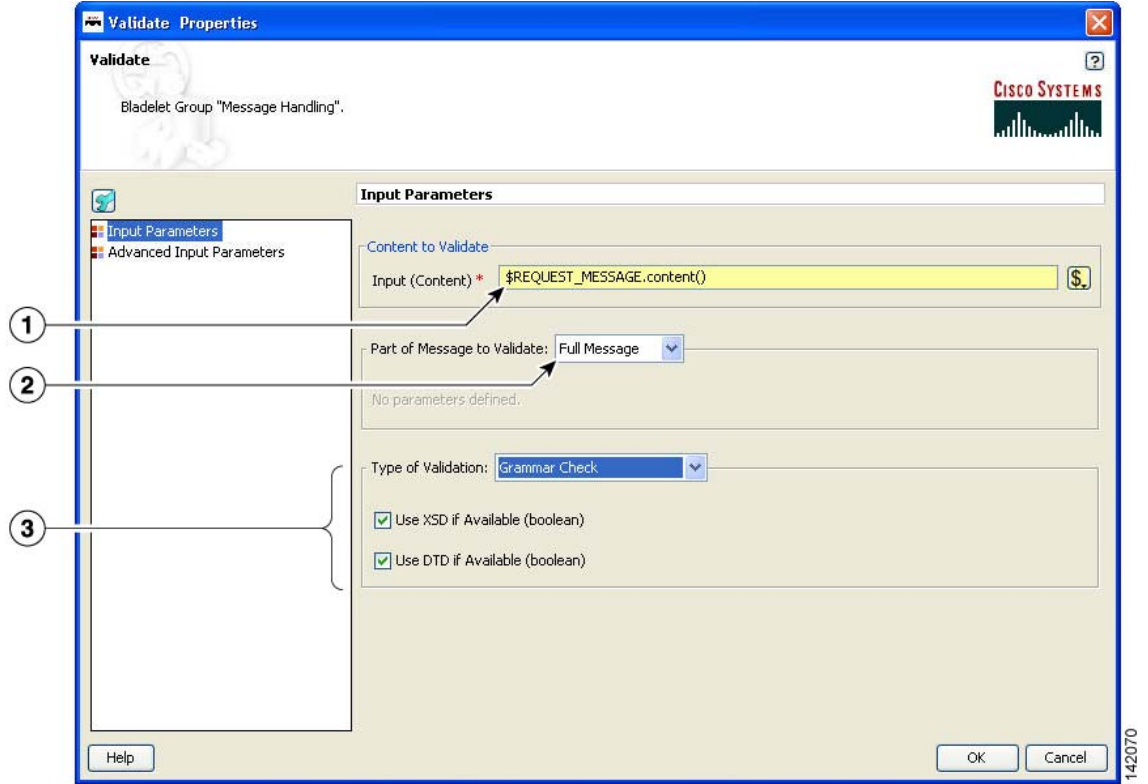 Validate Properties
Validate
?
Bladelet Group "Message Handling".
CISCO SYSTEMS
Input Parameters
Input Parameters
Advanced Input Parameters
Content to Validate
Input (Content) * $REQUEST_MESSAGE.content()
$
1
Part of Message to Validate: Full Message
2
No parameters defined.
Type of Validation: Grammar Check
3
Use XSD if Available (boolean)
Use DTD if Available (boolean)
Help
OK
Cancel
142070